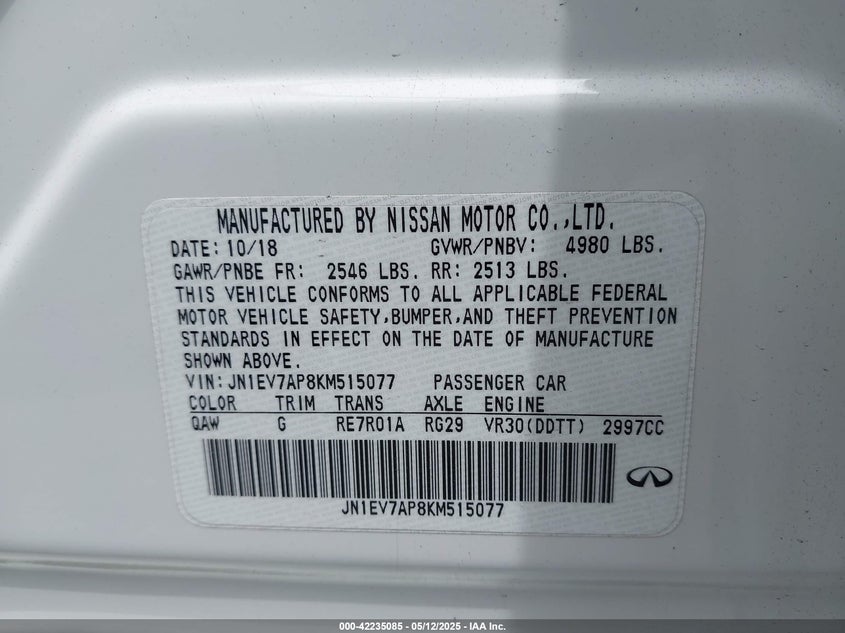 MANUFACTURED BY NISSAN MOTOR CO.,LTD.
DATE: 10/18 GVWR/PNBV: 4980 LBS.
GAWR/PNBE FR: 2546 LBS. RR: 2513 LBS.
THIS VEHICLE CONFORMS TO ALL APPLICABLE FEDERAL
MOTOR VEHICLE SAFETY,BUMPER,AND THEFT PREVENTION
STANDARDS IN EFFECT ON THE DATE OF MANUFACTURE
SHOWN ABOVE.
VIN:JN1EV7AP8KM515077 PASSENGER CAR
COLOR TRIM TRANS AXLE ENGINE
QAW G RE7R01A RG29 VR30(DDTT) 2997CC
JN1EV7AP8KM515077
000-42235085 - 05/12/2025 - IAA Inc.